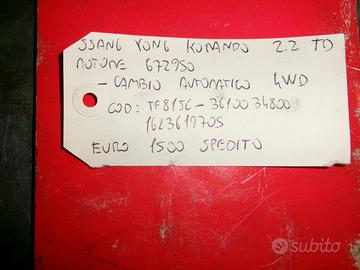 SSANG YONG KORANDO 2.2 TD
MOTORE 672950
- CAMBIO AUTOMATICO 4WD
COD: TF81SC - 3610034800
1623619705
EURO 1500 SPEDITO
subito